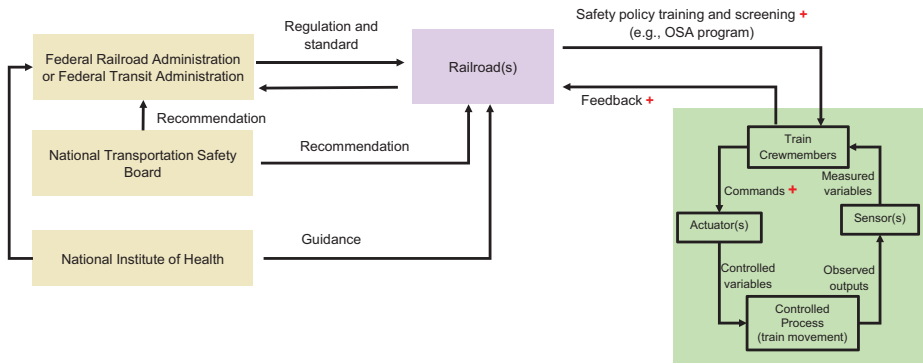 Regulation and
standard
Safety policy training and screening +
(e.g., OSA program)
Federal Railroad Administration
or Federal Transit Administration
Railroad(s)
Feedback +
Recommendation
National Transportation Safety
Board
Recommendation
Train
Crewmembers
Commands +
Measured
variables
Actuator(s)
Sensor(s)
National Institute of Health
Guidance
Controlled
variables
Observed
outputs
Controlled
Process
(train movement)